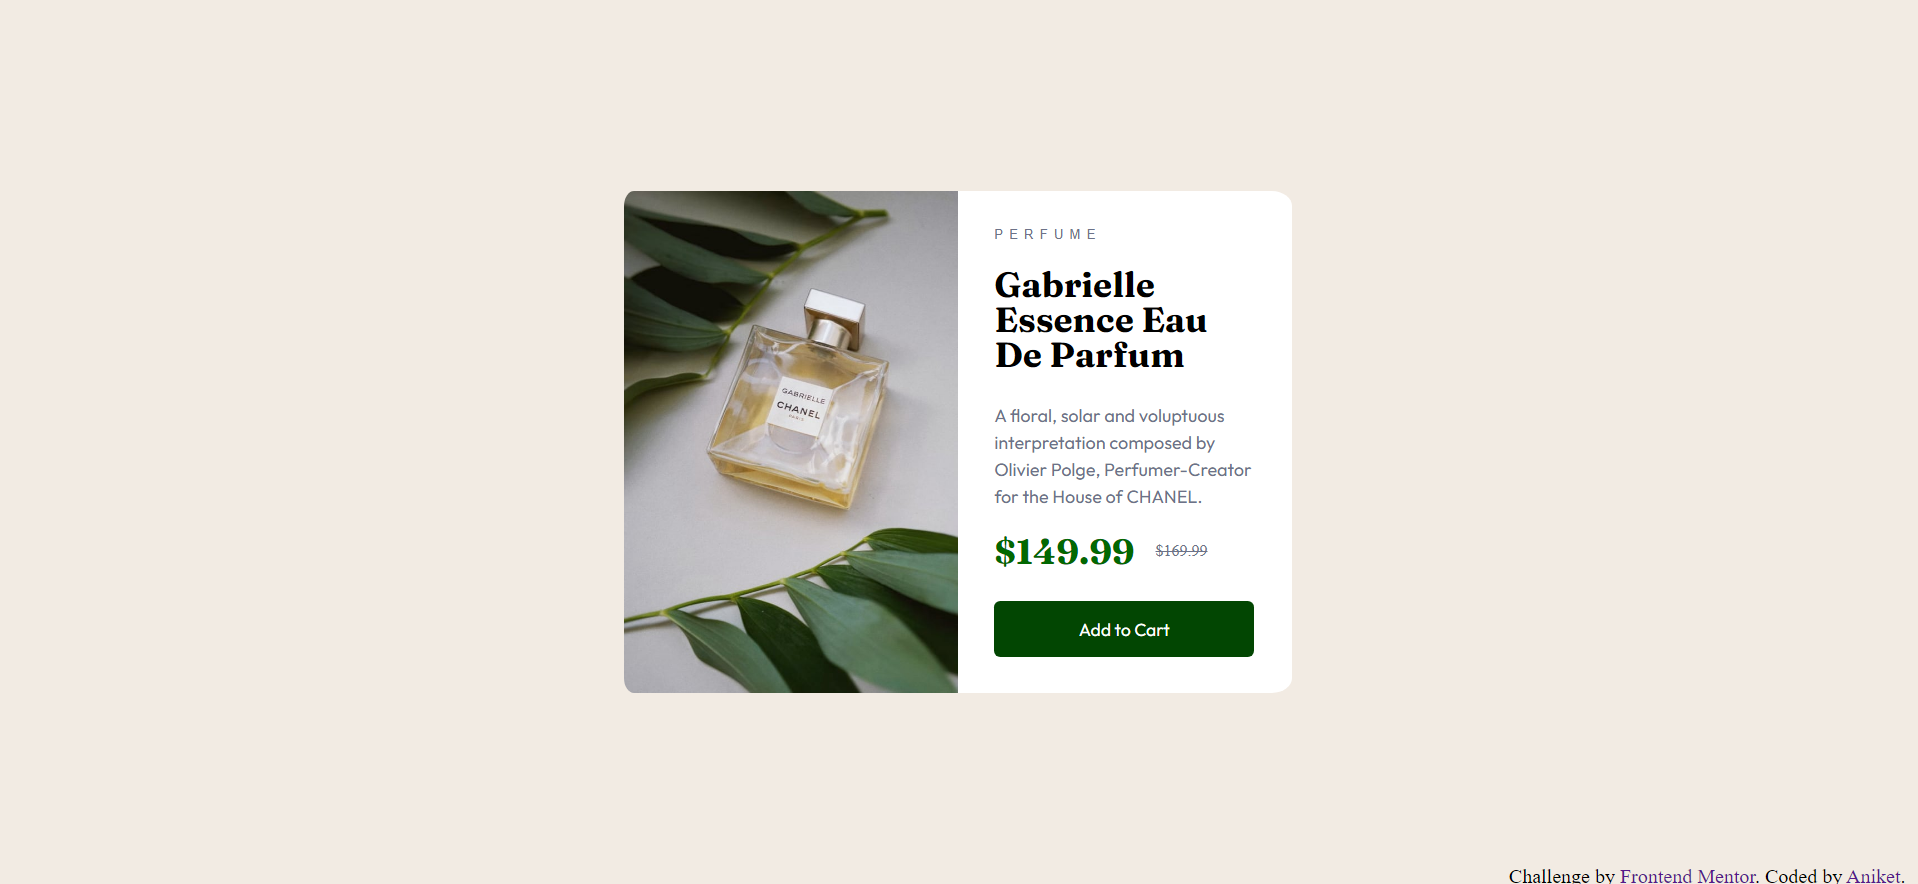 GABRIELLE
CHANEL
PARIS
PERFUME
Gabrielle
Essence Eau
De Parfum
A floral, solar and voluptuous
interpretation composed by
Olivier Polge, Perfumer-Creator
for the House of CHANEL.
$149.99 $169.99
Add to Cart
Challenge by Frontend Mentor. Coded by Aniket.